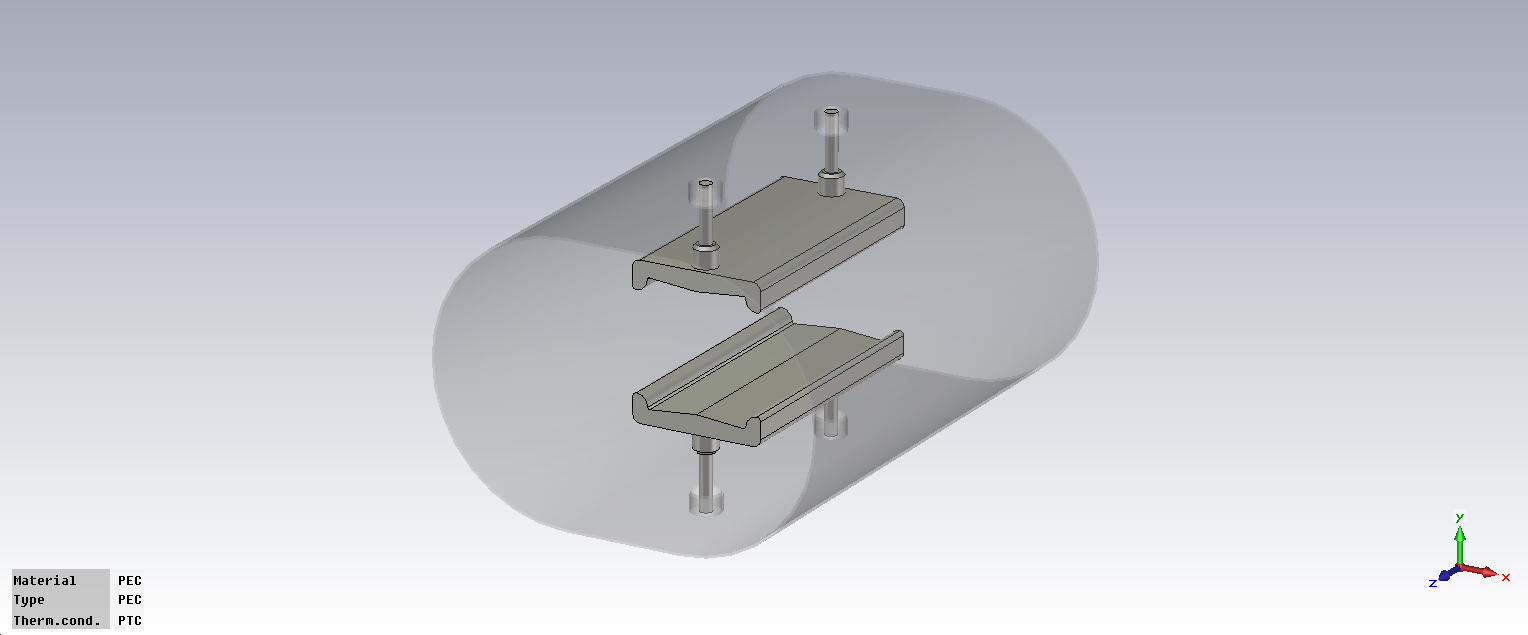 y
z
x
Material PEC
Type PEC
Therm.cond. PTC